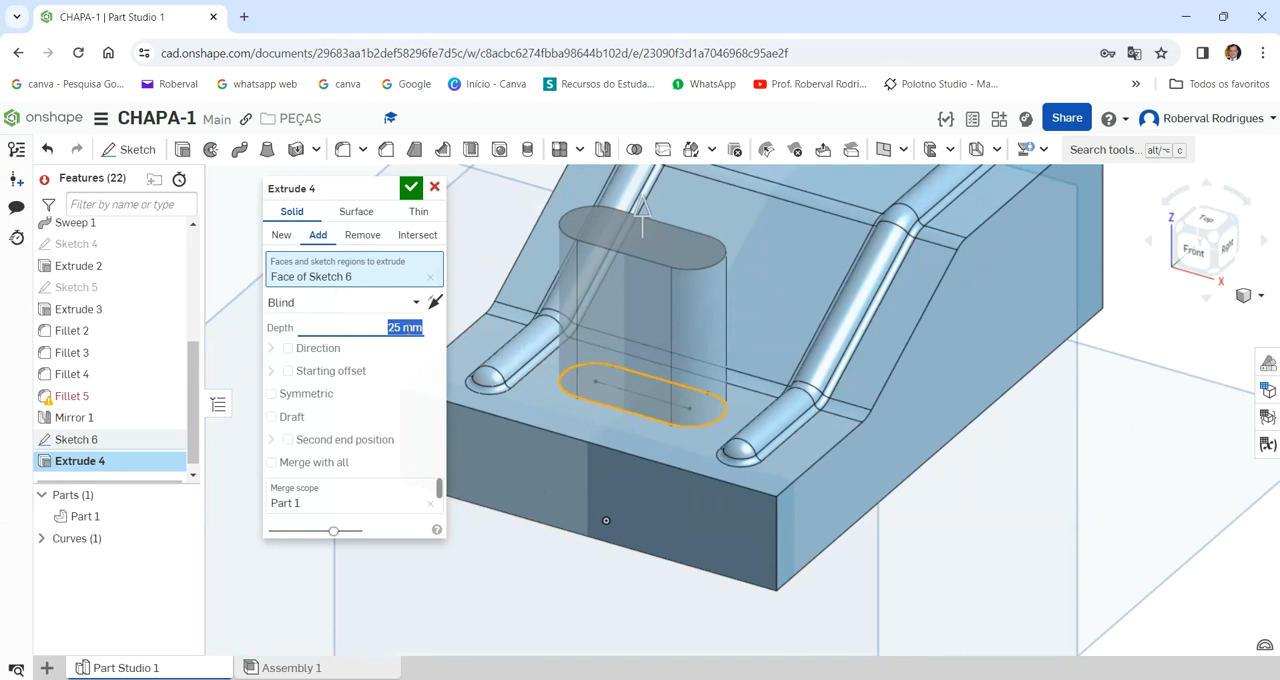 CHAPA-1 | Part Studio 1
cad.onshape.com/documents/29683aa1b2def58296fe7d5c/w/c8acbc6274fbba98644b102d/e/23090f3d1a7046968c95ae2f
canva - Pesquisa Go... Roberval whatsapp web canva Google Início - Canva Recursos do Estuda... WhatsApp Prof. Roberval Rodri... Polotno Studio - Ma... » Todos os favoritos
onshape CHAPA-1 Main PEÇAS Share Roberval Rodrigues
Sketch Search tools... alt/⌥ c
Features (22)
Filter by name or type
Sweep 1
Sketch 4
Extrude 2
Sketch 5
Extrude 3
Fillet 2
Fillet 3
Fillet 4
Fillet 5
Mirror 1
Sketch 6
Extrude 4
Parts (1)
Part 1
Curves (1)
Extrude 4
Solid Surface Thin
New Add Remove Intersect
Faces and sketch regions to extrude
Face of Sketch 6
Blind
Depth 25 mm
Direction
Starting offset
Symmetric
Draft
Second end position
Merge with all
Merge scope
Part 1
Z
Top
Front
Right
X
Part Studio 1 Assembly 1